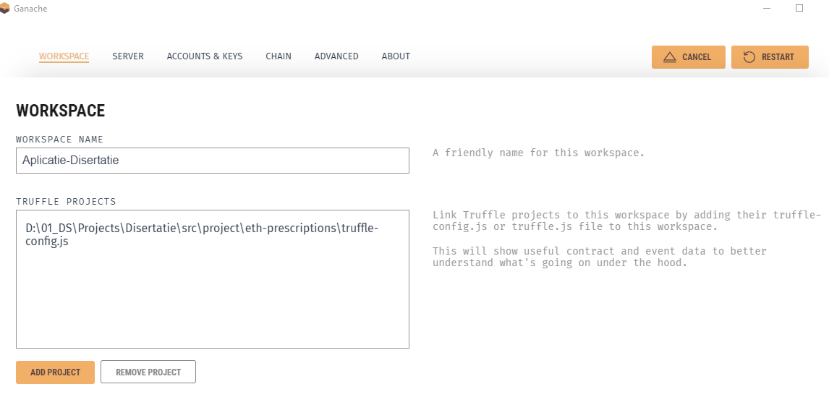 Ganache
WORKSPACE SERVER ACCOUNTS & KEYS CHAIN ADVANCED ABOUT CANCEL RESTART
WORKSPACE
WORKSPACE NAME
Aplicatie-Disertatie
A friendly name for this workspace.
TRUFFLE PROJECTS
D:\01_DS\Projects\Disertatie\src\project\eth-prescriptions\truffle-
config.js
Link Truffle projects to this workspace by adding their truffle-
config.js or truffle.js file to this workspace.
This will show useful contract and event data to better
understand what's going on under the hood.
ADD PROJECT REMOVE PROJECT